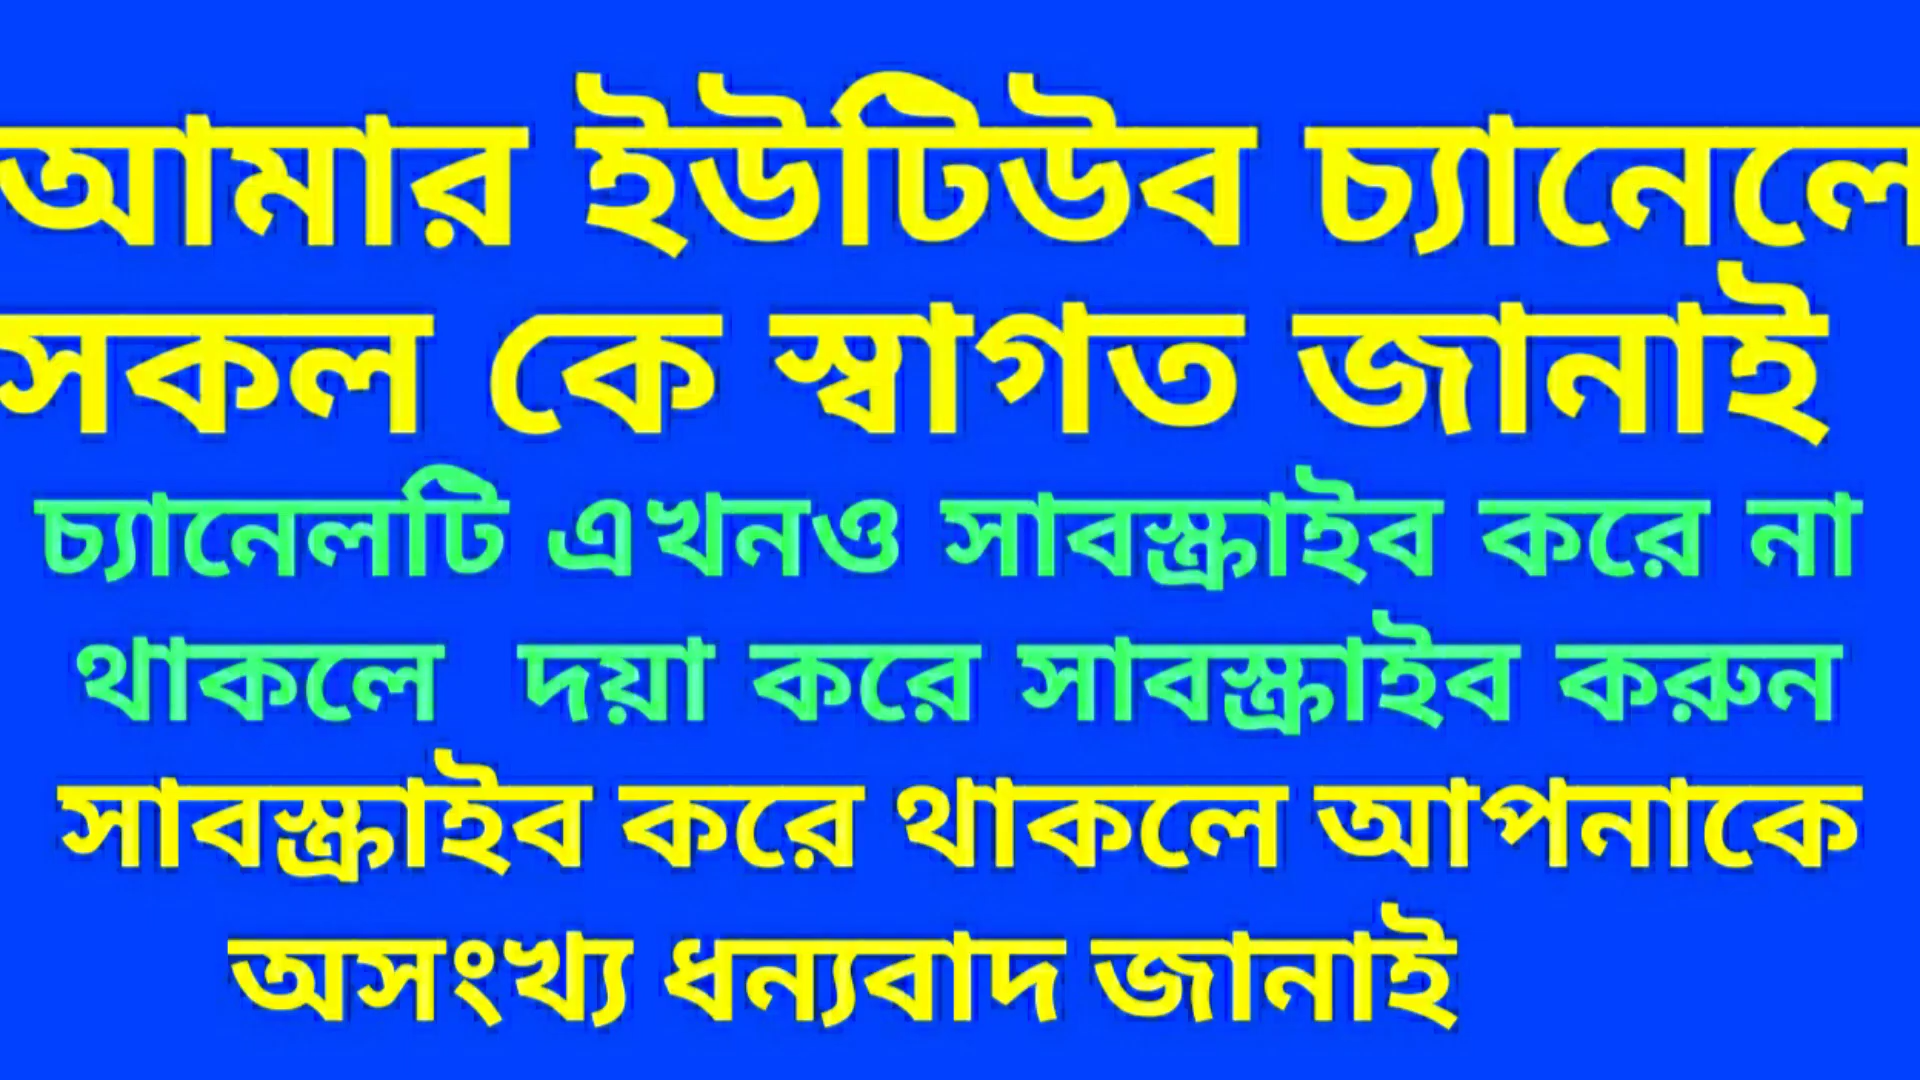 আমার ইউটিউব চ্যানেলে
সকল কে স্বাগত জানাই
চ্যানেলটি এখনও সাবস্ক্রাইব করে না
থাকলে দয়া করে সাবস্ক্রাইব করুন
সাবস্ক্রাইব করে থাকলে আপনাকে
অসংখ্য ধন্যবাদ জানাই